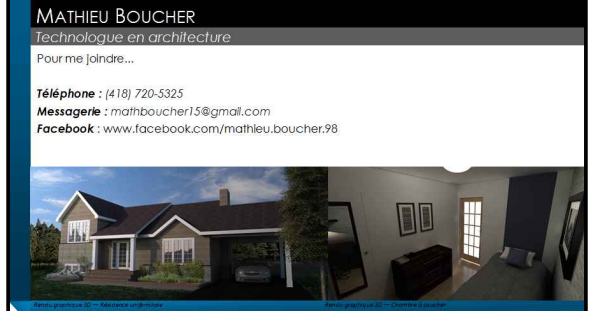 MATHIEU BOUCHER
Technologue en architecture
Pour me joindre...
Téléphone : (418) 720-5325
Messagerie : mathboucher15@gmail.com
Facebook : www.facebook.com/mathieu.boucher.98
Rendu graphique 3D — Résidence unifamiliale
Rendu graphique 3D — Chambre à coucher